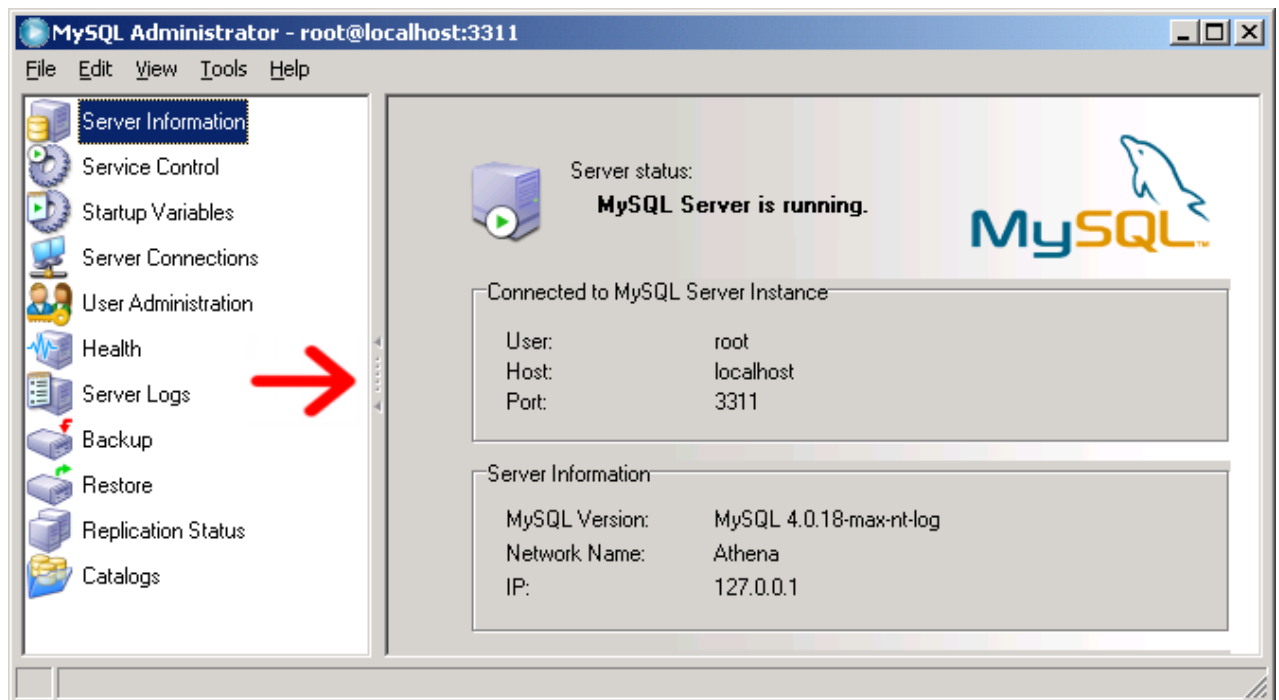 MySQL Administrator - root@localhost:3311
File Edit View Tools Help
Server Information
Service Control
Startup Variables
Server Connections
User Administration
Health
Server Logs
Backup
Restore
Replication Status
Catalogs
Server status:
MySQL Server is running.
MySQL™
Connected to MySQL Server Instance
User: root
Host: localhost
Port: 3311
Server Information
MySQL Version: MySQL 4.0.18-max-nt-log
Network Name: Athena
IP: 127.0.0.1